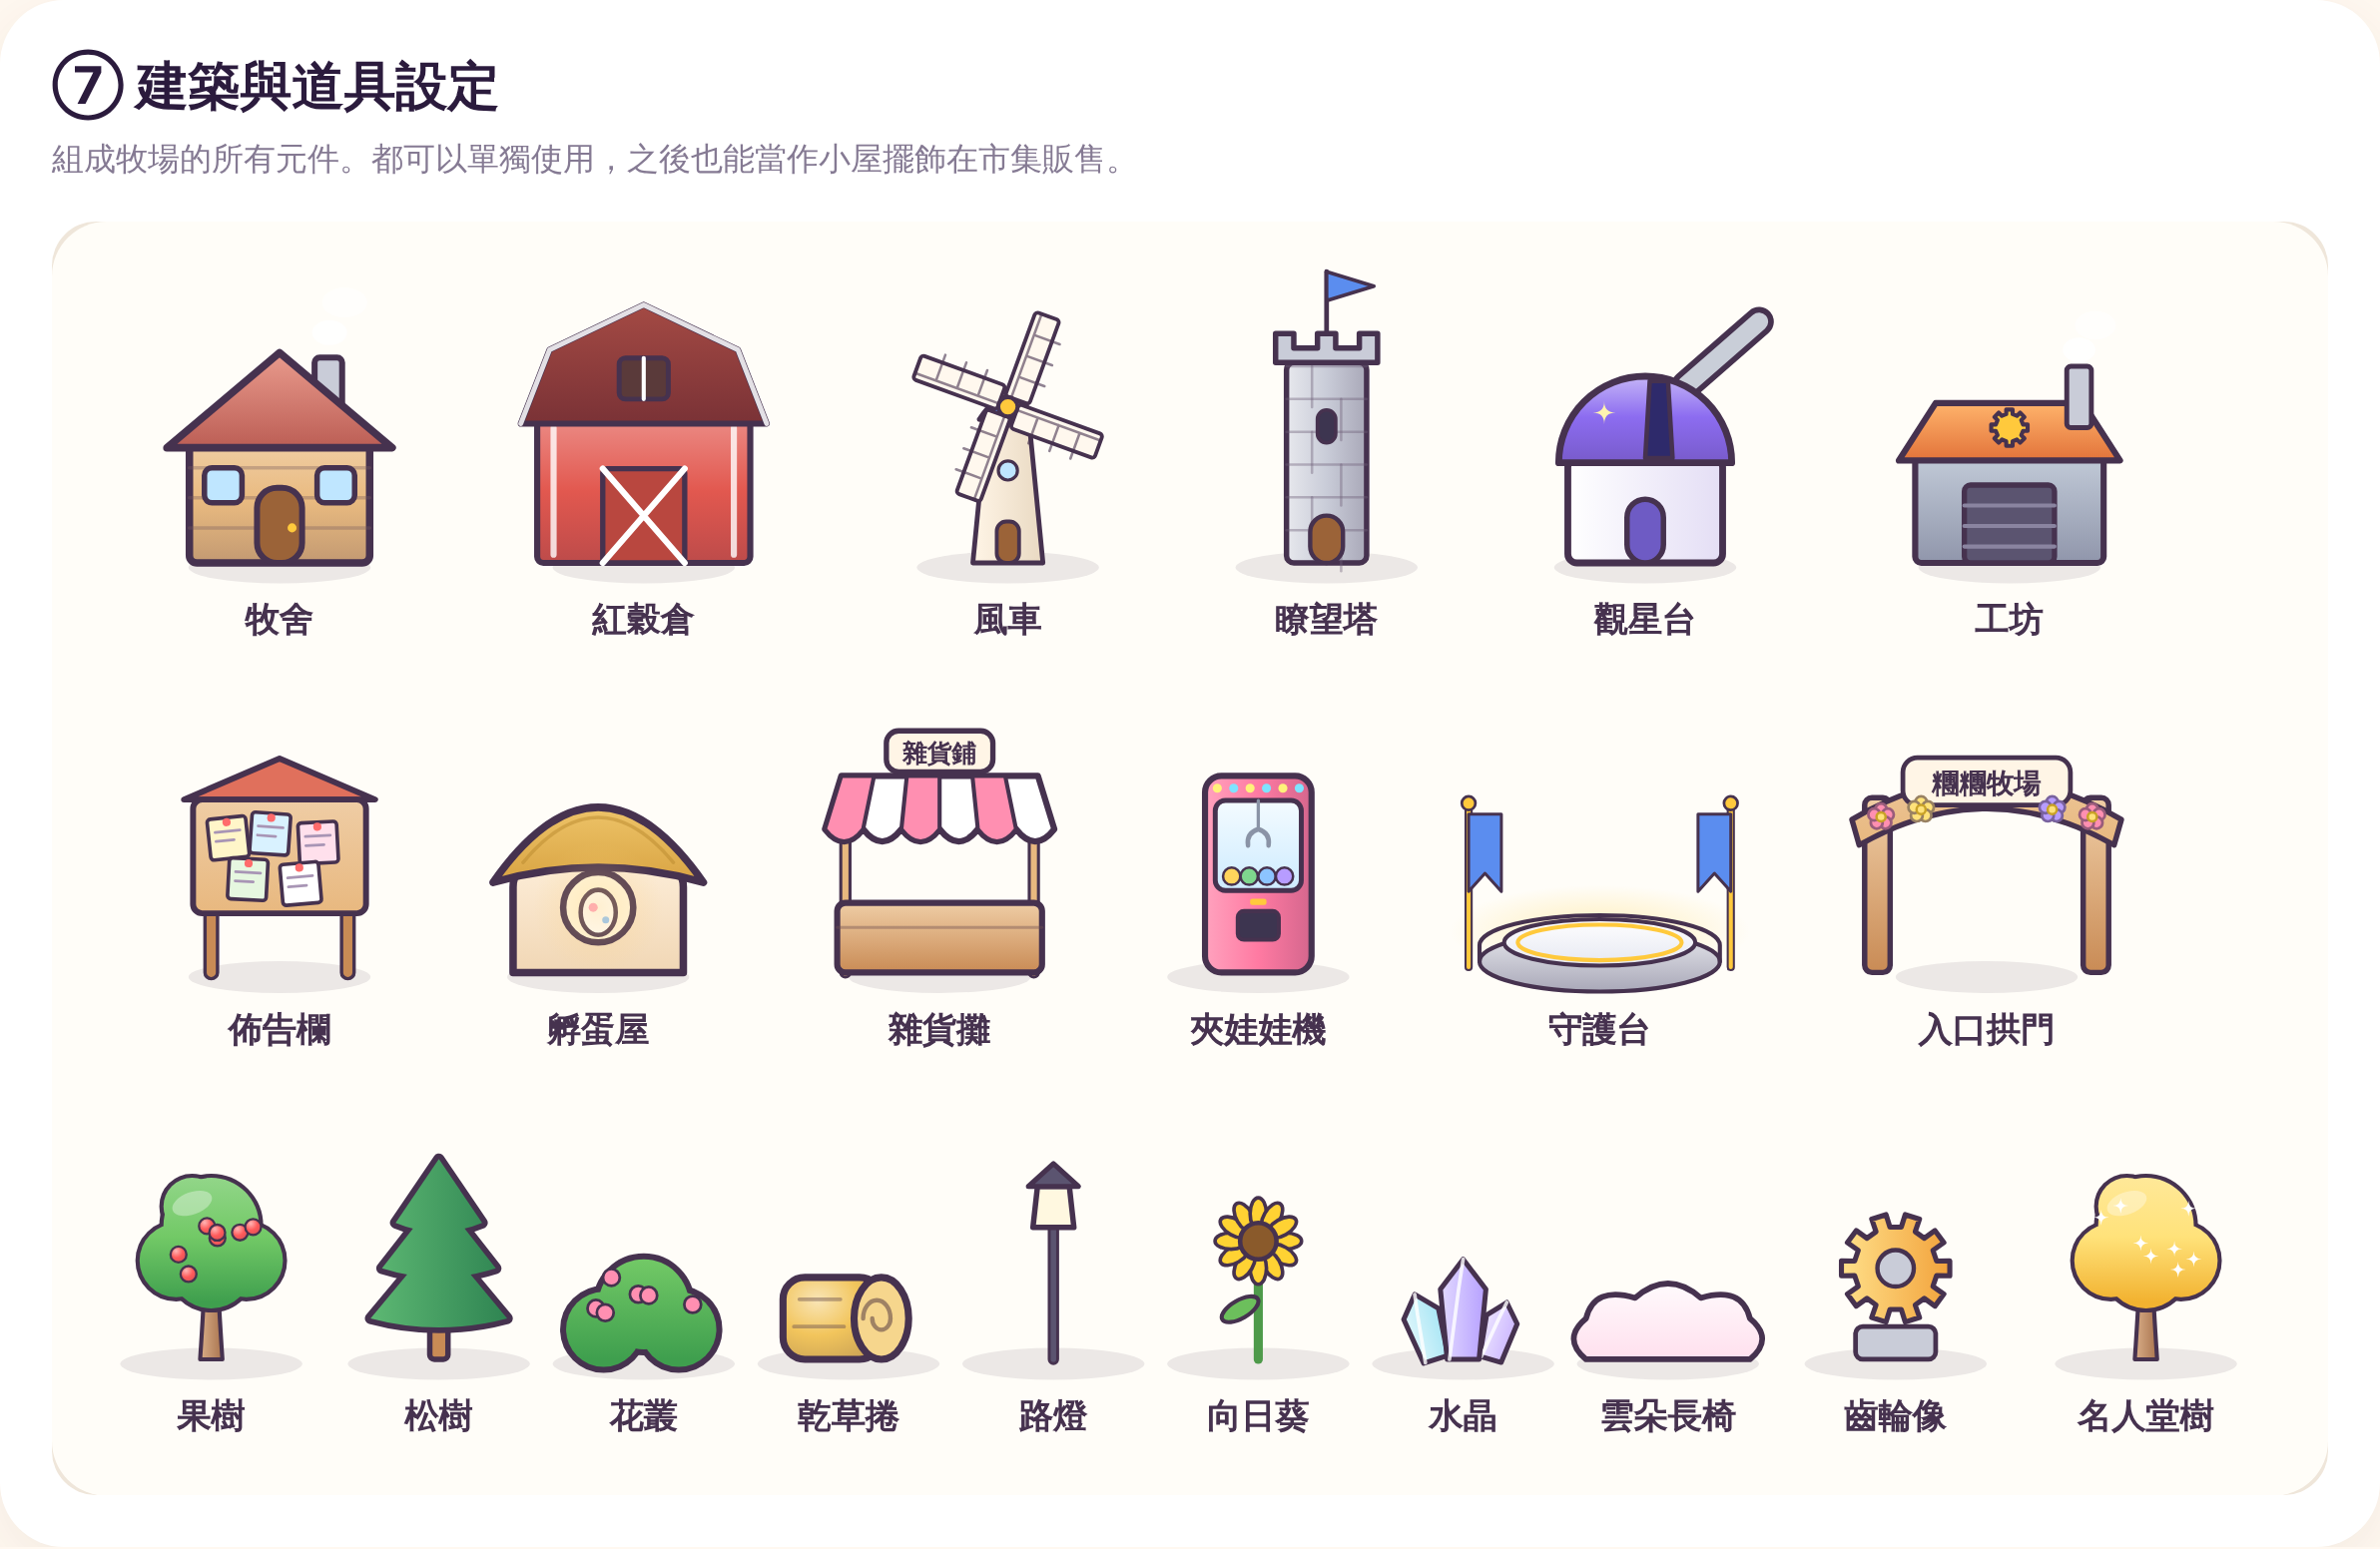 ⑦ 建築與道具設定
組成牧場的所有元件。都可以單獨使用，之後也能當作小屋擺飾在市集販售。
牧舍
紅穀倉
風車
瞭望塔
觀星台
工坊
雜貨鋪
糰糰牧場
佈告欄
孵蛋屋
雜貨攤
夾娃娃機
守護台
入口拱門
果樹
松樹
花叢
乾草捲
路燈
向日葵
水晶
雲朵長椅
齒輪像
名人堂樹